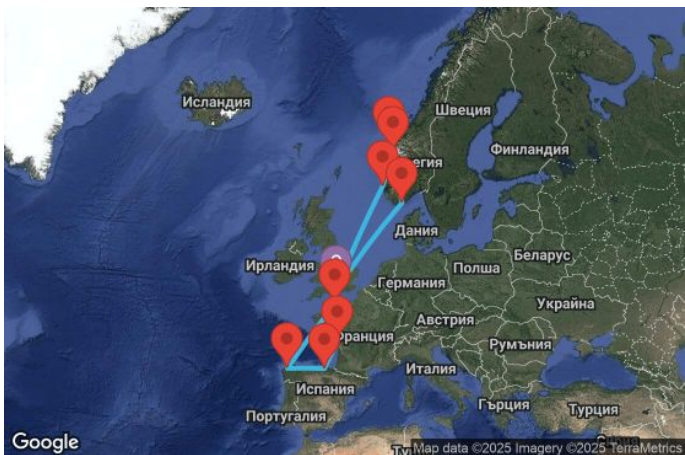 Исландия
Швеция
Финландия
егия
Дания
Ирландия
Беларус
Полша
Германия
Украйна
Австрия
Франция
Румъния
Италия
Испания
Гърция
Турция
Португалия
Google
Map data ©2025 Imagery ©2025 TerraMetrics